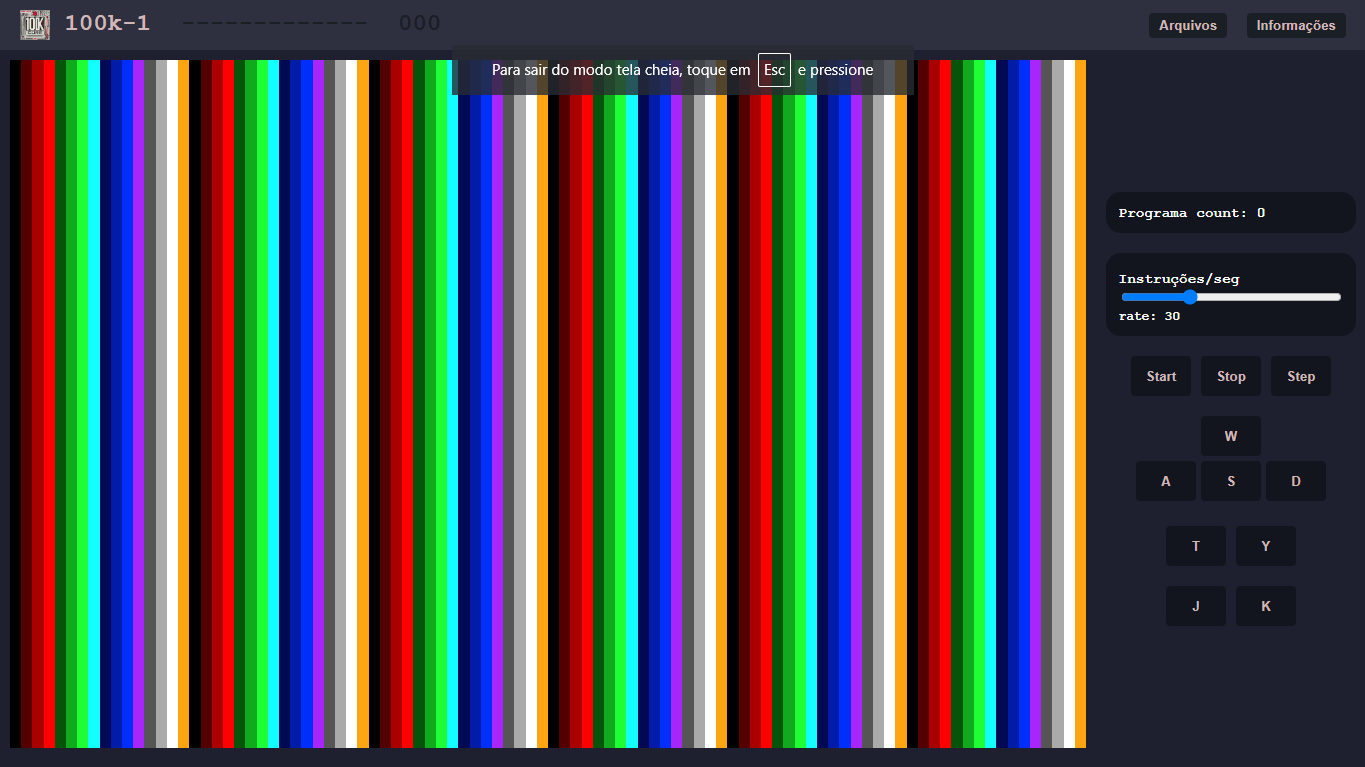 100k-1 ------------- 000
Arquivos Informações
Para sair do modo tela cheia, toque em Esc e pressione
Programa count: 0
Instruções/seg
rate: 30
Start Stop Step
W
A S D
T Y
J K